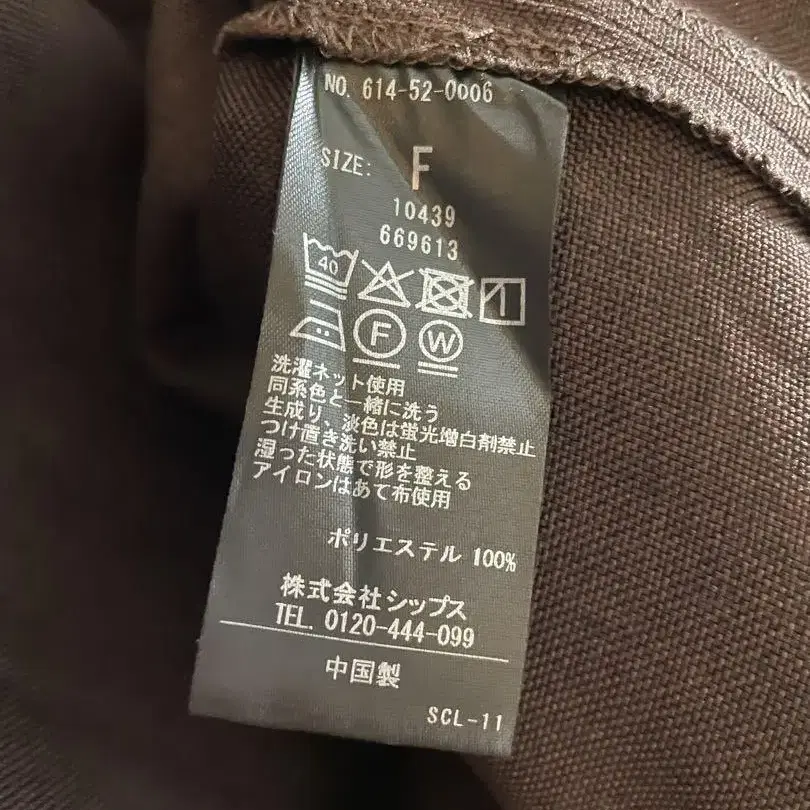 NO. 614-52-0006
SIZE: F
10439
669613
40
F W
洗濯ネット使用
同系色と一緒に洗う
生成り、淡色は蛍光増白剤禁止
つけ置き洗い禁止
湿った状態で形を整える
アイロンはあて布使用
ポリエステル 100%
株式会社シップス
TEL. 0120-444-099
中国製
SCL-11